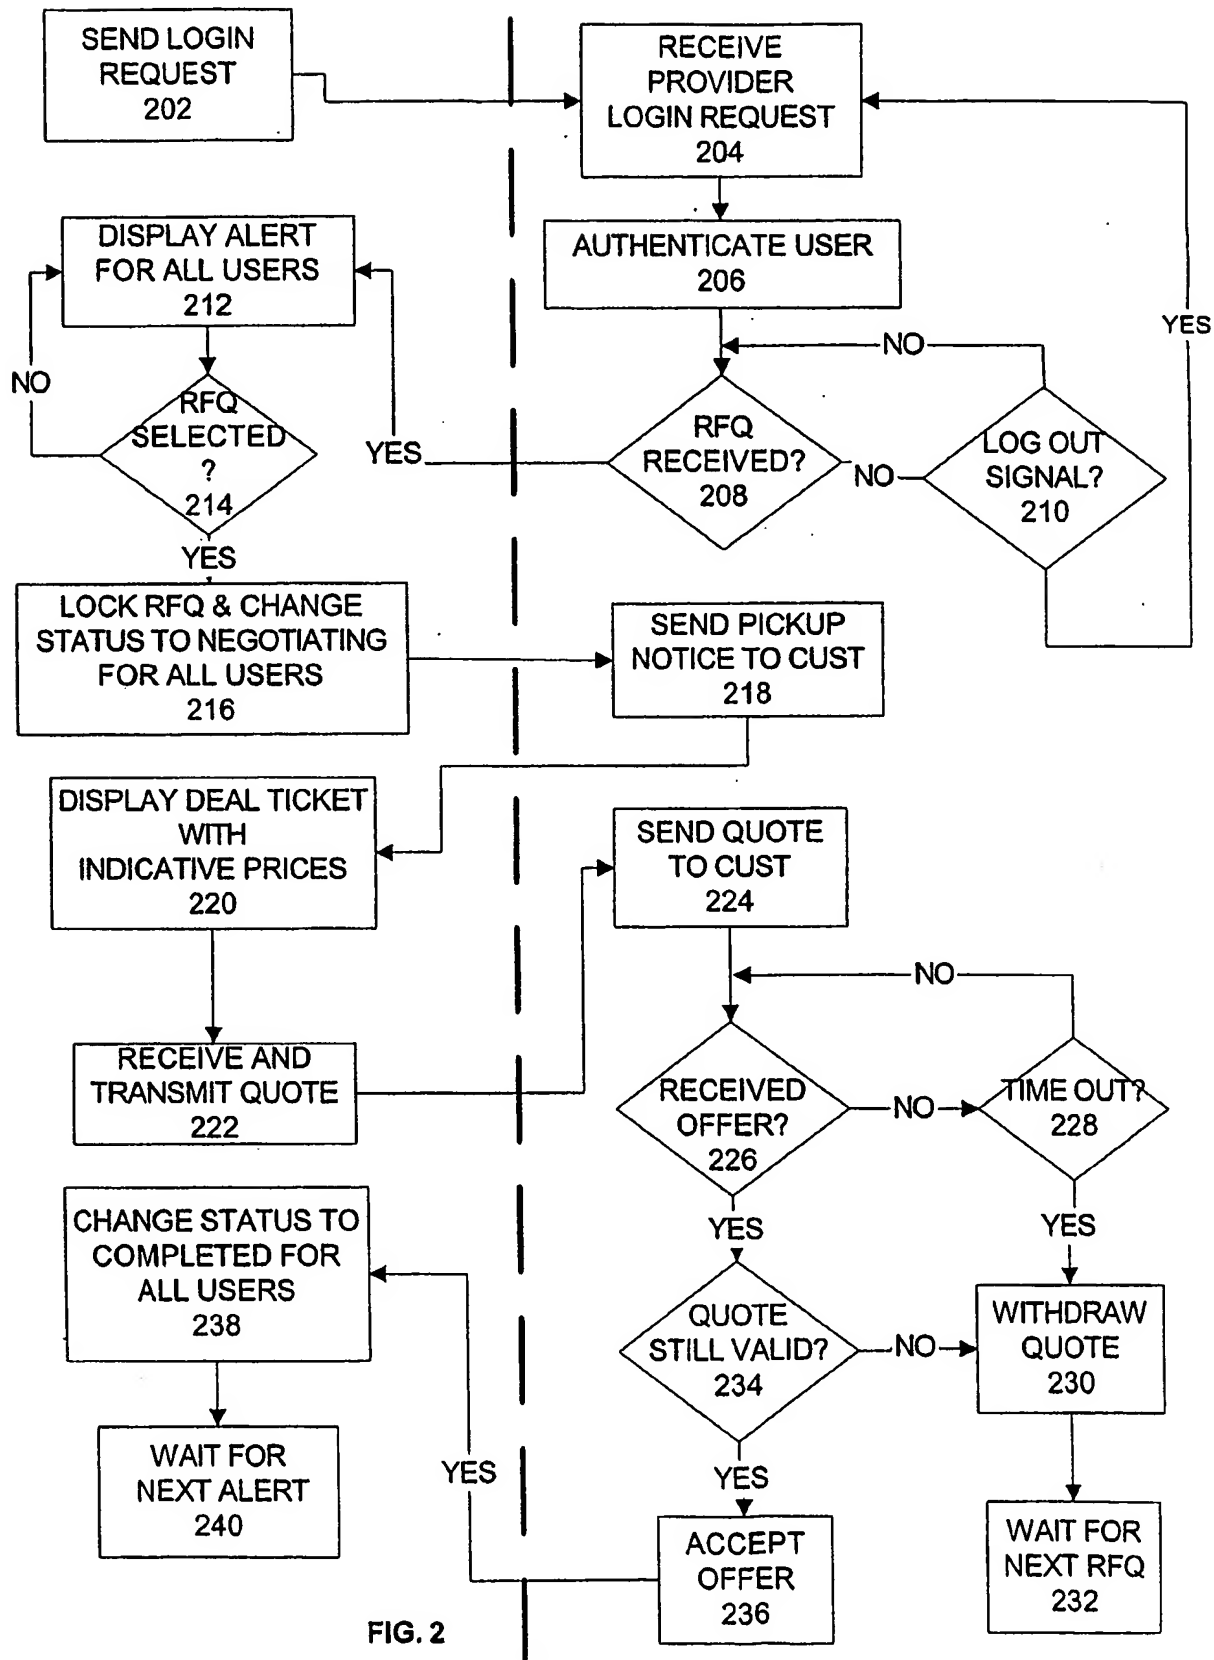 SEND LOGIN
REQUEST
202
RECEIVE
PROVIDER
LOGIN REQUEST
204
DISPLAY ALERT
FOR ALL USERS
212
AUTHENTICATE USER
206
YES
NO
NO
RFQ
SELECTED
?
214
YES
RFQ
RECEIVED?
208
NO
LOG OUT
SIGNAL?
210
YES
LOCK RFQ & CHANGE
STATUS TO NEGOTIATING
FOR ALL USERS
216
SEND PICKUP
NOTICE TO CUST
218
DISPLAY DEAL TICKET
WITH
INDICATIVE PRICES
220
SEND QUOTE
TO CUST
224
NO
RECEIVE AND
TRANSMIT QUOTE
222
RECEIVED
OFFER?
226
NO
TIME OUT?
228
YES
YES
CHANGE STATUS TO
COMPLETED FOR
ALL USERS
238
QUOTE
STILL VALID?
234
NO
WITHDRAW
QUOTE
230
WAIT FOR
NEXT ALERT
240
YES
YES
ACCEPT
OFFER
236
WAIT FOR
NEXT RFQ
232
FIG. 2